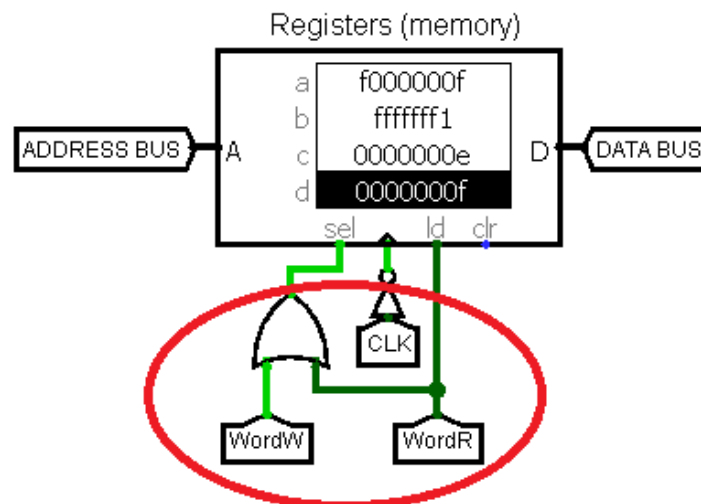 Registers (memory)
a f000000f
b fffffff1
c 0000000e
d 0000000f
ADDRESS BUS
A
D
DATA BUS
sel
ld
clr
CLK
WordW
WordR